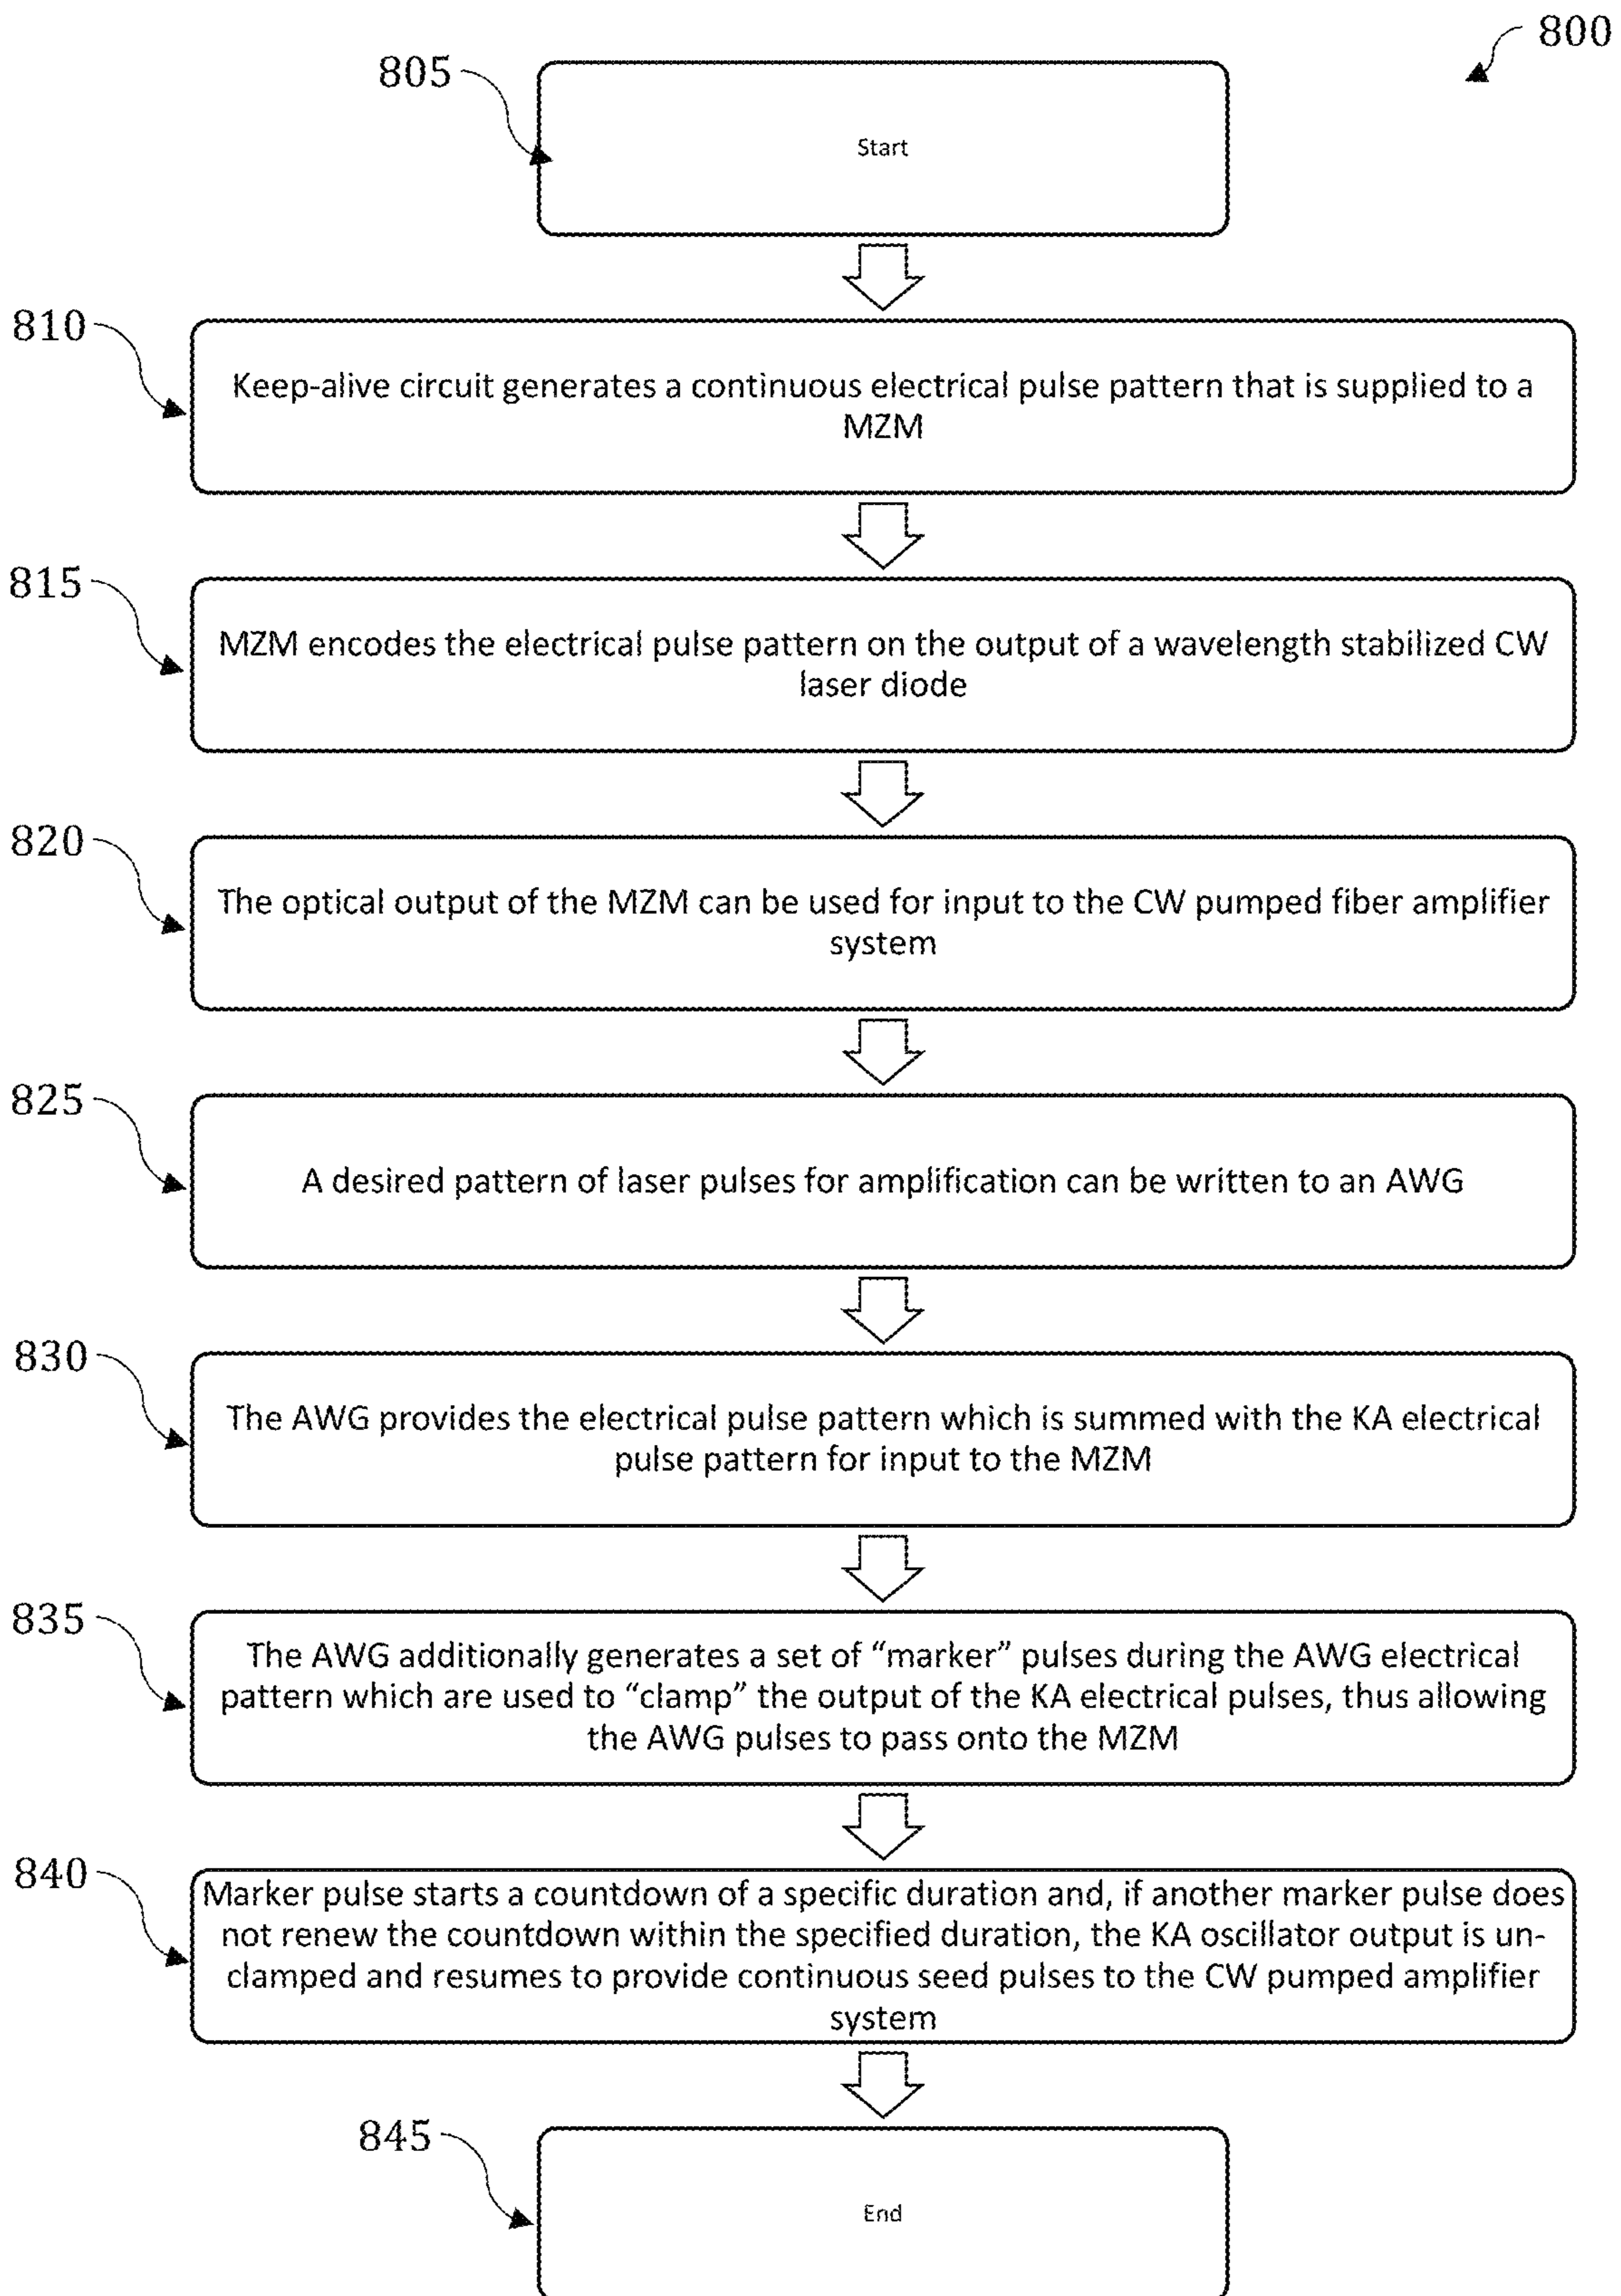 800
805
Start
810
Keep-alive circuit generates a continuous electrical pulse pattern that is supplied to a
MZM
815
MZM encodes the electrical pulse pattern on the output of a wavelength stabilized CW
laser diode
820
The optical output of the MZM can be used for input to the CW pumped fiber amplifier
system
825
A desired pattern of laser pulses for amplification can be written to an AWG
830
The AWG provides the electrical pulse pattern which is summed with the KA electrical
pulse pattern for input to the MZM
835
The AWG additionally generates a set of “marker” pulses during the AWG electrical
pattern which are used to “clamp” the output of the KA electrical pulses, thus allowing
the AWG pulses to pass onto the MZM
840
Marker pulse starts a countdown of a specific duration and, if another marker pulse does
not renew the countdown within the specified duration, the KA oscillator output is un-
clamped and resumes to provide continuous seed pulses to the CW pumped amplifier
system
845
End